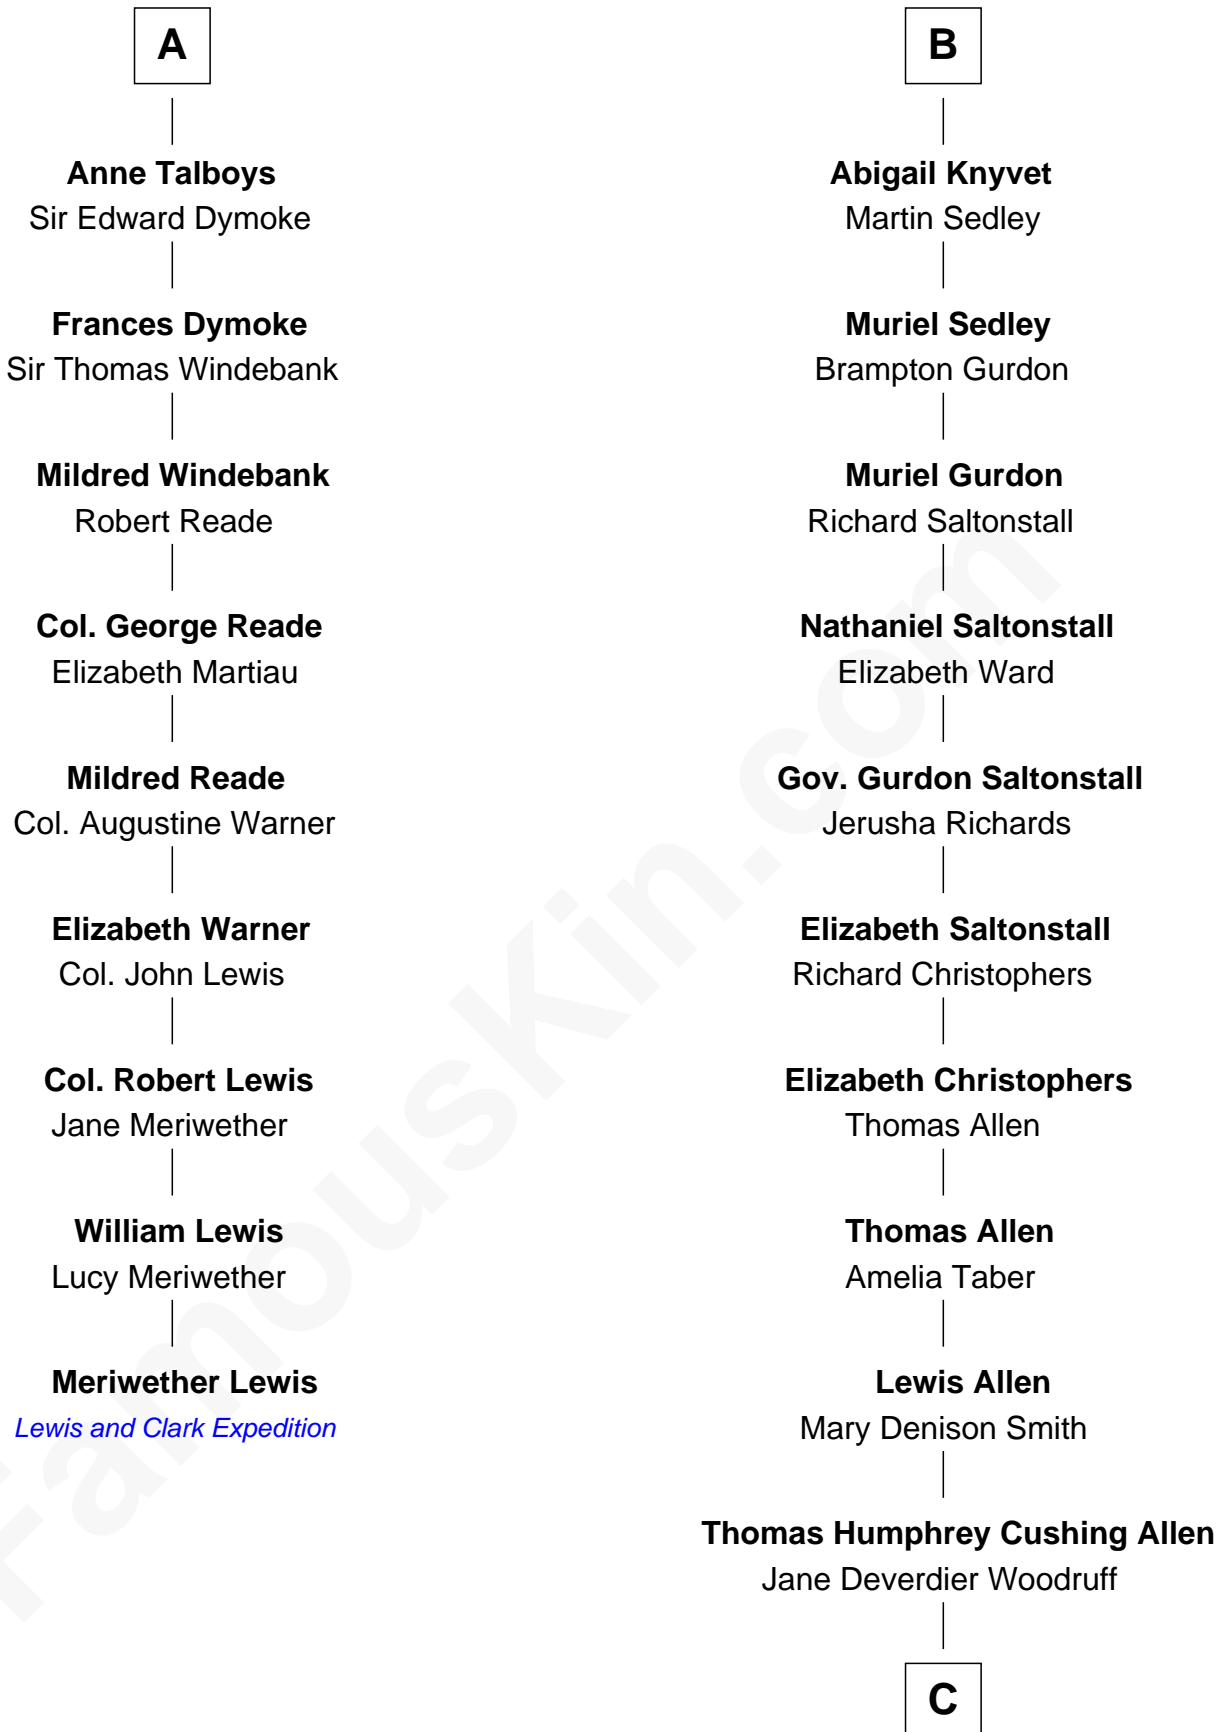 A
Anne Talboys
Sir Edward Dymoke
Frances Dymoke
Sir Thomas Windebank
Mildred Windebank
Robert Reade
Col. George Reade
Elizabeth Martiau
Mildred Reade
Col. Augustine Warner
Elizabeth Warner
Col. John Lewis
Col. Robert Lewis
Jane Meriwether
William Lewis
Lucy Meriwether
Meriwether Lewis
Lewis and Clark Expedition
B
Abigail Knyvet
Martin Sedley
Muriel Sedley
Brampton Gurdon
Muriel Gurdon
Richard Saltonstall
Nathaniel Saltonstall
Elizabeth Ward
Gov. Gurdon Saltonstall
Jerusha Richards
Elizabeth Saltonstall
Richard Christophers
Elizabeth Christophers
Thomas Allen
Thomas Allen
Amelia Taber
Lewis Allen
Mary Denison Smith
Thomas Humphrey Cushing Allen
Jane Deverdier Woodruff
C
FamousKin.com